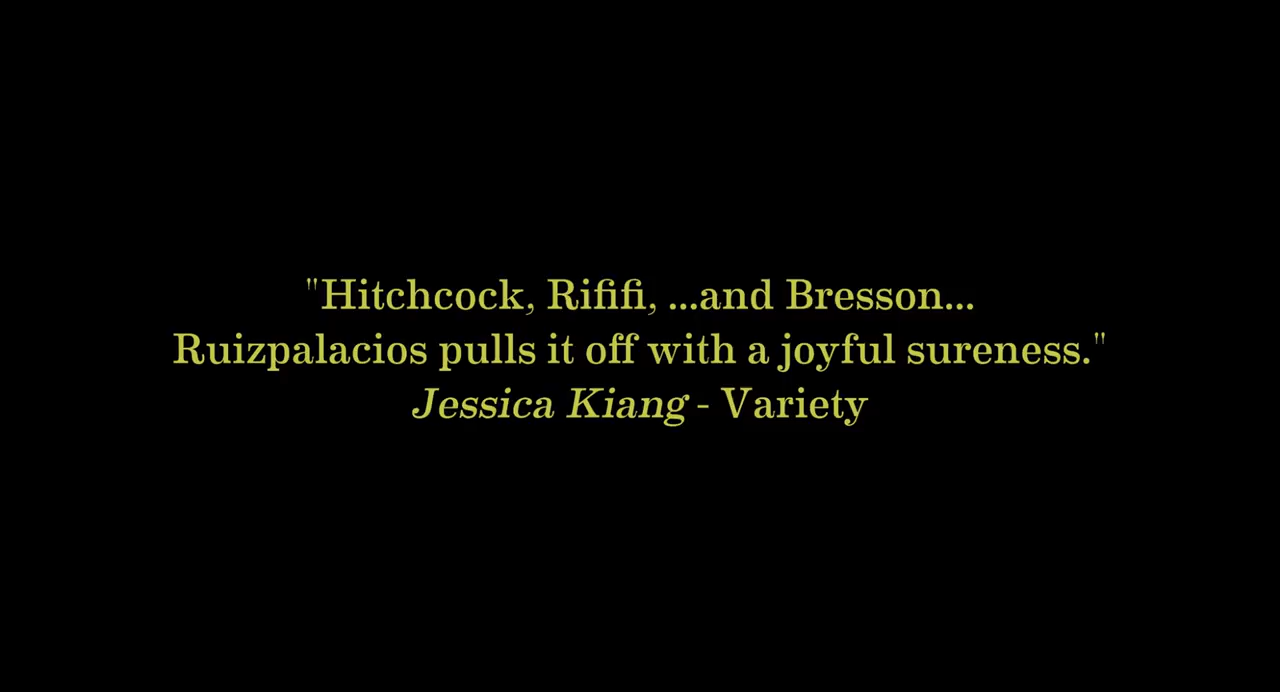 "Hitchcock, Rififi, ...and Bresson...
Ruizpalacios pulls it off with a joyful sureness."
Jessica Kiang - Variety